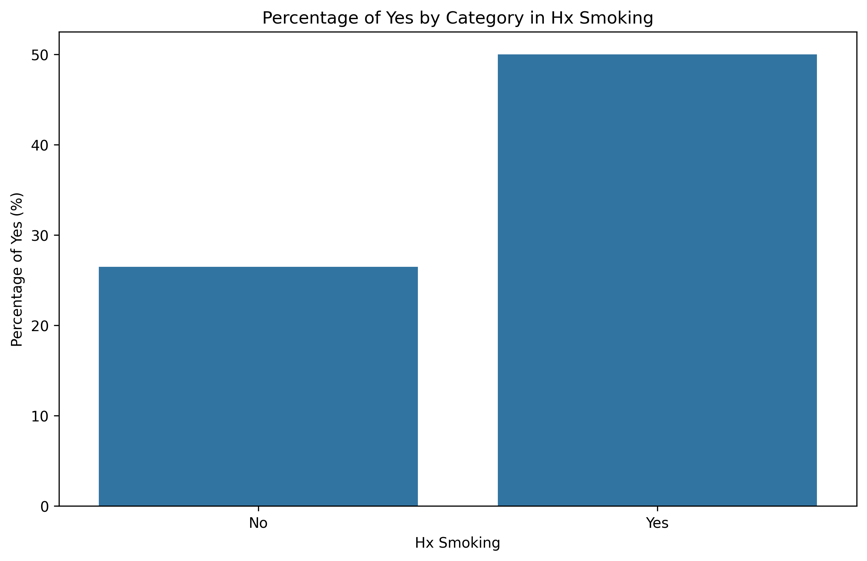 Percentage of Yes by Category in Hx Smoking
50
40
30
20
10
0
Percentage of Yes (%)
No
Yes
Hx Smoking